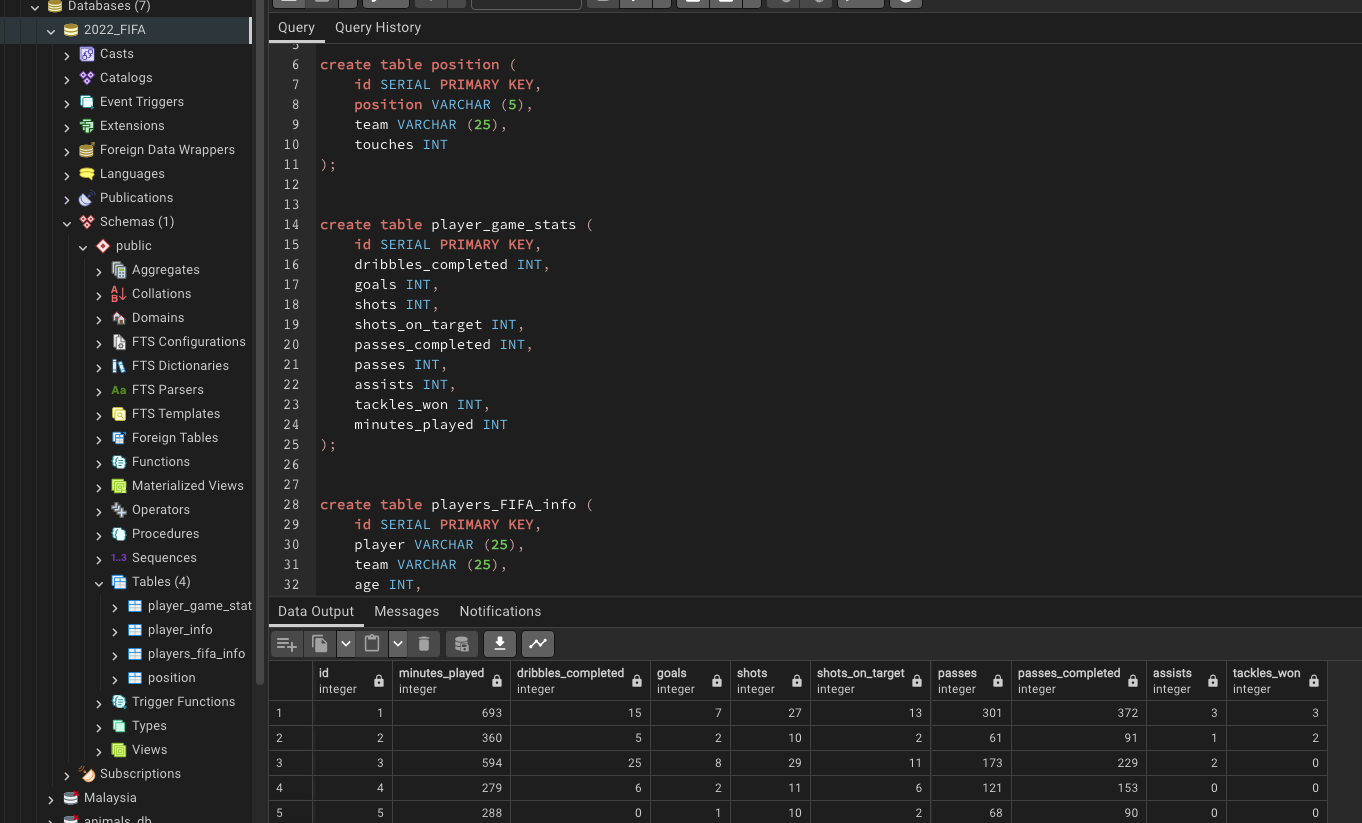 Databases (7)
2022_FIFA
Casts
Catalogs
Event Triggers
Extensions
Foreign Data Wrappers
Languages
Publications
Schemas (1)
public
Aggregates
Collations
Domains
FTS Configurations
FTS Dictionaries
Aa FTS Parsers
FTS Templates
Foreign Tables
Functions
Materialized Views
Operators
Procedures
1..3 Sequences
Tables (4)
player_game_stat
player_info
players_fifa_info
position
Trigger Functions
Types
Views
Subscriptions
Malaysia
animals_db
Query Query History
5
6 create table position (
7 id SERIAL PRIMARY KEY,
8 position VARCHAR (5),
9 team VARCHAR (25),
10 touches INT
11 );
12
13
14 create table player_game_stats (
15 id SERIAL PRIMARY KEY,
16 dribbles_completed INT,
17 goals INT,
18 shots INT,
19 shots_on_target INT,
20 passes_completed INT,
21 passes INT,
22 assists INT,
23 tackles_won INT,
24 minutes_played INT
25 );
26
27
28 create table players_FIFA_info (
29 id SERIAL PRIMARY KEY,
30 player VARCHAR (25),
31 team VARCHAR (25),
32 age INT,
Data Output Messages Notifications
id minutes_played dribbles_completed goals shots shots_on_target passes passes_completed assists tackles_won
integer integer integer integer integer integer integer integer integer integer
1 1 693 15 7 27 13 301 372 3 3
2 2 360 5 2 10 2 61 91 1 2
3 3 594 25 8 29 11 173 229 2 0
4 4 279 6 2 11 6 121 153 0 0
5 5 288 0 1 10 2 68 90 0 0